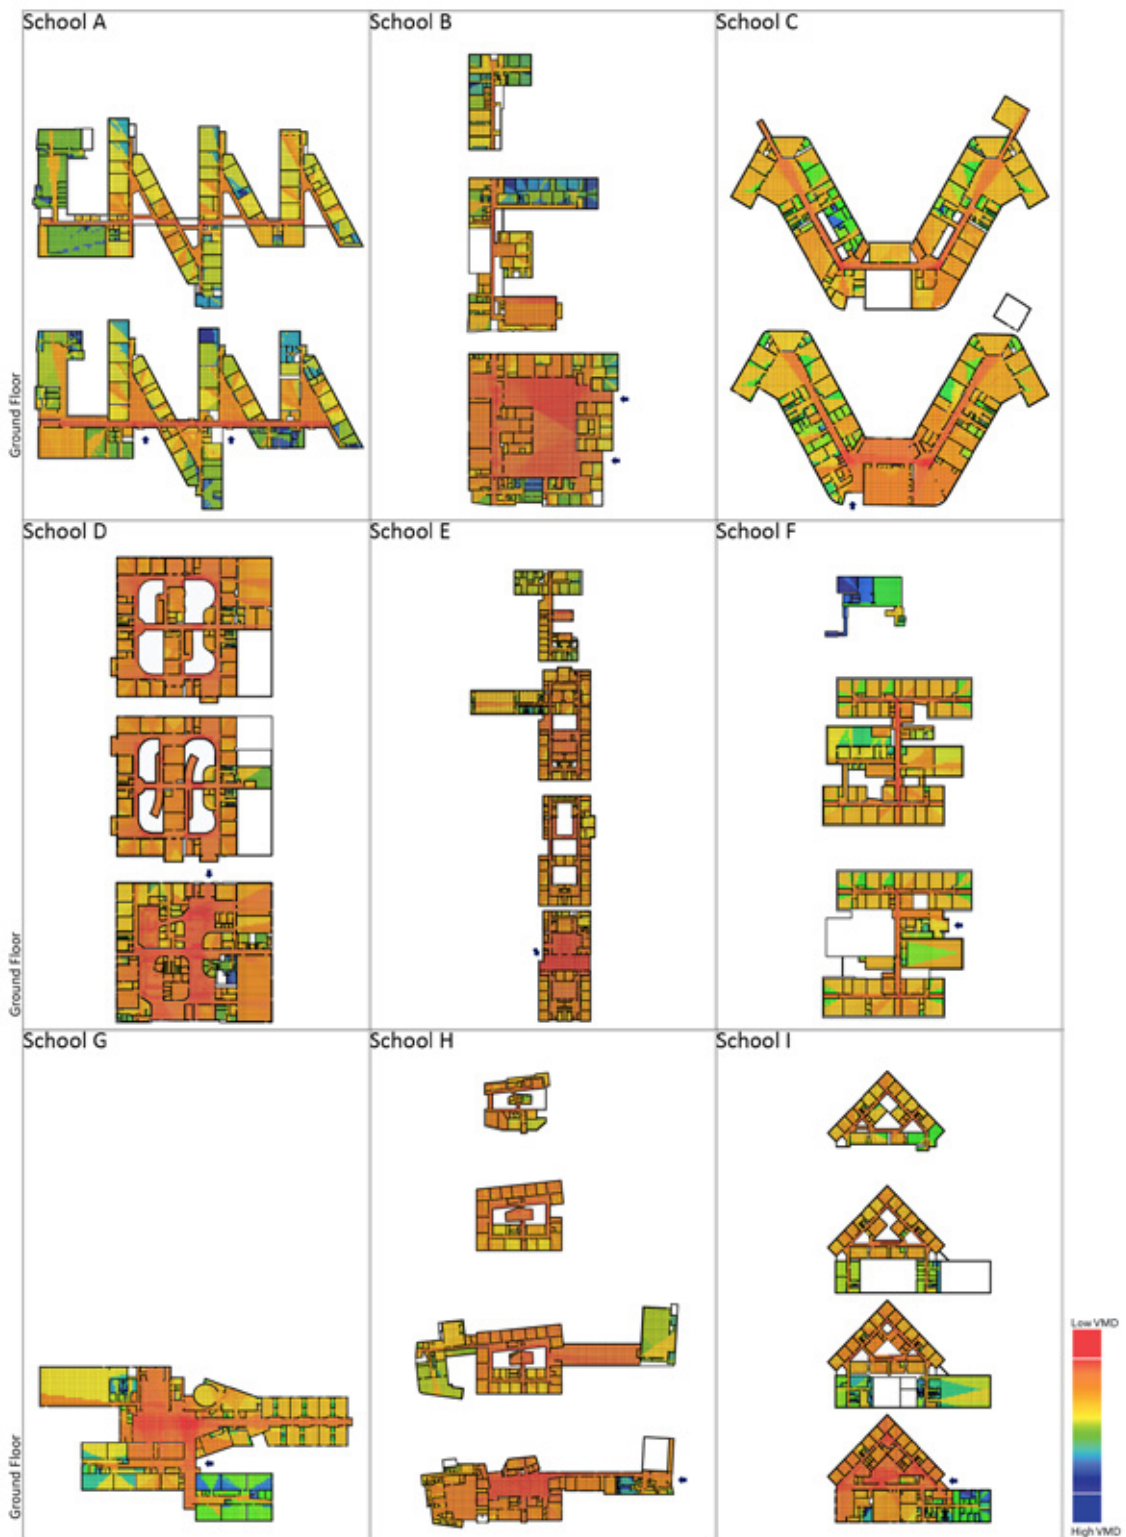 School A
School B
School C
Ground Floor
School D
School E
School F
Ground Floor
School G
School H
School I
Ground Floor
Low VMD
High VMD